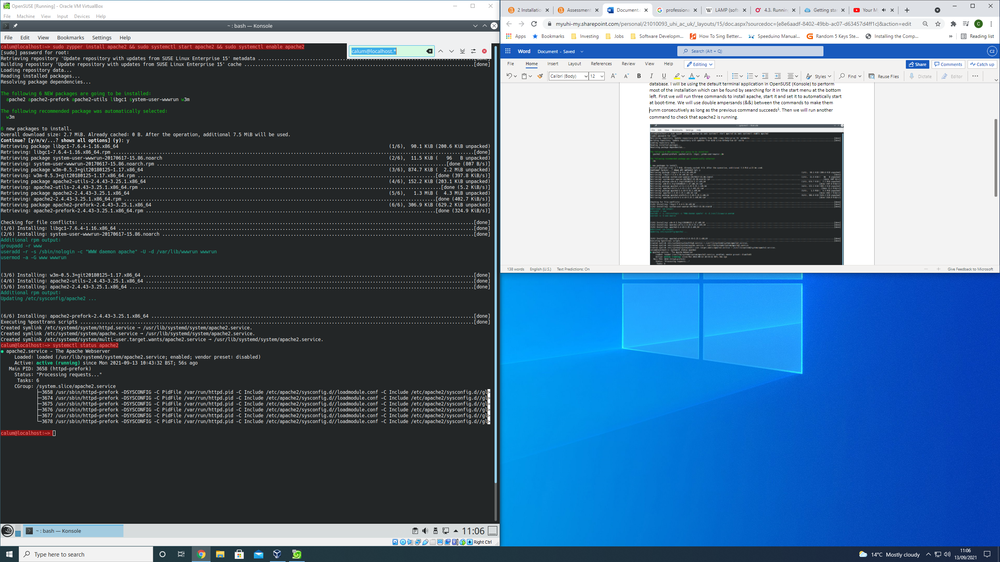 OpenSUSE [Running] - Oracle VM VirtualBox
File Machine View Input Devices Help
~ : bash — Konsole
File Edit View Bookmarks Settings Help
calum@localhost:~> sudo zypper install apache2 && sudo systemctl start apache2 && sudo systemctl enable apache2
calum@localhost.*
[sudo] password for root:
Retrieving repository 'Update repository with updates from SUSE Linux Enterprise 15' metadata ....[done]
Building repository 'Update repository with updates from SUSE Linux Enterprise 15' cache ....[done]
Loading repository data...
Reading installed packages...
Resolving package dependencies...
The following 6 NEW packages are going to be installed:
apache2 apache2-prefork apache2-utils libgc1 system-user-wwwrun w3m
The following recommended package was automatically selected:
w3m
6 new packages to install.
Overall download size: 2.7 MiB. Already cached: 0 B. After the operation, additional 7.5 MiB will be used.
Continue? [y/n/v/...? shows all options] (y): y
Retrieving package libgc1-7.6.4-1.16.x86_64 (1/6), 90.1 KiB (200.6 KiB unpacked)
Retrieving: libgc1-7.6.4-1.16.x86_64.rpm ....[done]
Retrieving package system-user-wwwrun-20170617-15.86.noarch (2/6), 11.5 KiB ( 96 B unpacked)
Retrieving: system-user-wwwrun-20170617-15.86.noarch.rpm ....[done (807 B/s)]
Retrieving package w3m-0.5.3+git20180125-1.17.x86_64 (3/6), 874.7 KiB ( 2.2 MiB unpacked)
Retrieving: w3m-0.5.3+git20180125-1.17.x86_64.rpm ....[done (397.8 KiB/s)]
Retrieving package apache2-utils-2.4.43-3.25.1.x86_64 (4/6), 152.2 KiB (203.1 KiB unpacked)
Retrieving: apache2-utils-2.4.43-3.25.1.x86_64.rpm ....[done (5.2 KiB/s)]
Retrieving package apache2-2.4.43-3.25.1.x86_64 (5/6), 1.3 MiB ( 4.3 MiB unpacked)
Retrieving: apache2-2.4.43-3.25.1.x86_64.rpm ....[done (402.7 KiB/s)]
Retrieving package apache2-prefork-2.4.43-3.25.1.x86_64 (6/6), 306.9 KiB (629.2 KiB unpacked)
Retrieving: apache2-prefork-2.4.43-3.25.1.x86_64.rpm ....[done (324.9 KiB/s)]
Checking for file conflicts: ....[done]
(1/6) Installing: libgc1-7.6.4-1.16.x86_64 ....[done]
(2/6) Installing: system-user-wwwrun-20170617-15.86.noarch ....[done]
Additional rpm output:
groupadd -r www
useradd -r -s /sbin/nologin -c "WWW daemon apache" -U -d /var/lib/wwwrun wwwrun
usermod -a -G www wwwrun
(3/6) Installing: w3m-0.5.3+git20180125-1.17.x86_64 ....[done]
(4/6) Installing: apache2-utils-2.4.43-3.25.1.x86_64 ....[done]
(5/6) Installing: apache2-2.4.43-3.25.1.x86_64 ....[done]
Additional rpm output:
Updating /etc/sysconfig/apache2 ...
(6/6) Installing: apache2-prefork-2.4.43-3.25.1.x86_64 ....[done]
Executing %posttrans scripts ....[done]
Created symlink /etc/systemd/system/httpd.service → /usr/lib/systemd/system/apache2.service.
Created symlink /etc/systemd/system/apache.service → /usr/lib/systemd/system/apache2.service.
Created symlink /etc/systemd/system/multi-user.target.wants/apache2.service → /usr/lib/systemd/system/apache2.service.
calum@localhost:~> systemctl status apache2
● apache2.service - The Apache Webserver
Loaded: loaded (/usr/lib/systemd/system/apache2.service; enabled; vendor preset: disabled)
Active: active (running) since Mon 2021-09-13 10:43:32 BST; 56s ago
Main PID: 3658 (httpd-prefork)
Status: "Processing requests..."
Tasks: 6
CGroup: /system.slice/apache2.service
├─3658 /usr/sbin/httpd-prefork -DSYSCONFIG -C PidFile /var/run/httpd.pid -C Include /etc/apache2/sysconfig.d//loadmodule.conf -C Include /etc/apache2/sysconfig.d//gl>
├─3674 /usr/sbin/httpd-prefork -DSYSCONFIG -C PidFile /var/run/httpd.pid -C Include /etc/apache2/sysconfig.d//loadmodule.conf -C Include /etc/apache2/sysconfig.d//gl>
├─3675 /usr/sbin/httpd-prefork -DSYSCONFIG -C PidFile /var/run/httpd.pid -C Include /etc/apache2/sysconfig.d//loadmodule.conf -C Include /etc/apache2/sysconfig.d//gl>
├─3676 /usr/sbin/httpd-prefork -DSYSCONFIG -C PidFile /var/run/httpd.pid -C Include /etc/apache2/sysconfig.d//loadmodule.conf -C Include /etc/apache2/sysconfig.d//gl>
├─3677 /usr/sbin/httpd-prefork -DSYSCONFIG -C PidFile /var/run/httpd.pid -C Include /etc/apache2/sysconfig.d//loadmodule.conf -C Include /etc/apache2/sysconfig.d//gl>
└─3678 /usr/sbin/httpd-prefork -DSYSCONFIG -C PidFile /var/run/httpd.pid -C Include /etc/apache2/sysconfig.d//loadmodule.conf -C Include /etc/apache2/sysconfig.d//gl>
calum@localhost:~>
~ : bash — Konsole
11:06
Right Ctrl
2 Installatio Assessment Document. professiona LAMP (soft 4.3. Running Getting sta Your M
myuhi-my.sharepoint.com/personal/21010093_uhi_ac_uk/_layouts/15/doc.aspx?sourcedoc={e8e6aadf-8402-49bb-ac07-d63457d4ff1c}&action=edit
C
Apps Bookmarks Investing Jobs Software Developm... How To Sing Better... Speeduino Manual... Random 5 Keys Ste... Installing the Comp... » Reading list
Word Document - Saved Search (Alt + Q) C2
File Home Insert Layout References Review View Help Editing Share Comments Catch up
Calibri (Body) 12 B I U A Styles Find Reuse Files Dictate Editor
database. I will be using the default terminal application in OpenSUSE (Konsole) to perform
most of the installation which can be found by searching for it in the start menu at the bottom
left. First we will run three commands to install apache, start it and set it to automatically start
at boot-time. We will use double ampersands (&&) between the commands to make them
runm consecutively as long as the previous command succeeds1. Then we will run another
command to check that apache2 is running.
138 words English (U.S.) Text Predictions: On Give Feedback to Microsoft
Type here to search
14°C Mostly cloudy
11:06
13/09/2021